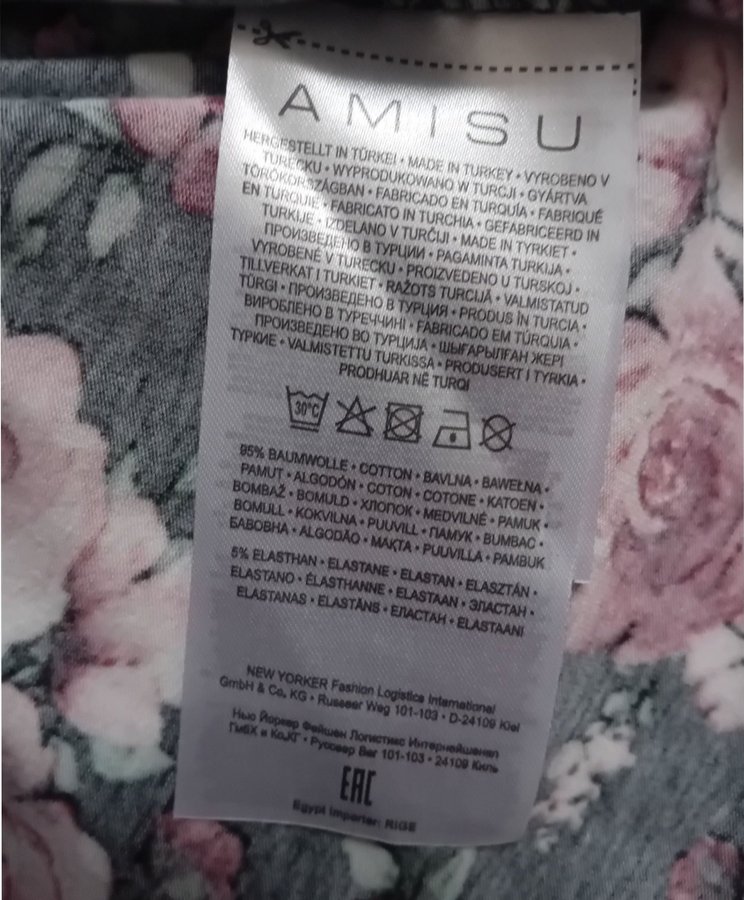 AMISU
HERGESTELLT IN TÜRKEI • MADE IN TURKEY • VYROBENO V
TURECKU • WYPRODUKOWANO W TURCJI • GYÁRTVA
TÖRÖKORSZÁGBAN • FABRICADO EN TURQUÍA • FABRIQUÉ
EN TURQUIE • FABRICATO IN TURCHIA • GEFABRICEERD IN
TURKIJE • IZDELANO V TURČIJI • MADE IN TYRKIET •
ПРОИЗВЕДЕНО В ТУРЦИИ • PAGAMINTA TURKIJA •
VYROBENÉ V TURECKU • PROIZVEDENO U TURSKOJ •
TILLVERKAT I TURKIET • RAŽOTS TURCIJĀ • VALMISTATUD
TÜRGI • ПРОИЗВЕДЕНО В ТУРЦИЯ • PRODUS ÎN TURCIA •
ВИРОБЛЕНО В ТУРЕЧЧИНІ • FABRICADO EM TÚRQUIA •
ПРОИЗВЕДЕНО ВО ТУРЦИЈА • ШЫҒАРЫЛҒАН ЖЕРІ
ТУРКИЕ • VALMISTETTU TURKISSA • PRODUSERT I TYRKIA •
PRODHUAR NË TURQI
30°C
95% BAUMWOLLE • COTTON • BAVLNA • BAWEŁNA •
PAMUT • ALGODÓN • COTON • COTONE • KATOEN •
BOMBAŽ • BOMULD • ХЛОПОК • MEDVILNĖ • PAMUK •
BOMULL • KOKVILNA • PUUVILL • ПАМУК • BUMBAC •
БАВОВНА • ALGODÃO • МАҚТА • PUUVILLA • PAMBUK
5% ELASTHAN • ELASTANE • ELASTAN • ELASZTÁN •
ELASTANO • ÉLASTHANNE • ELASTAAN • ЭЛАСТАН •
ELASTANAS • ELASTĀNS • ЕЛАСТАН • ELASTAANI
NEW YORKER Fashion Logistics International
GmbH & Co. KG • Russeer Weg 101-103 • D-24109 Kiel
Нью Йоркер Фейшен Лопистикс Интернейшенал
ГмбХ в КоЖГ • Руссеер Вег 101-103 • 24109 Киль
EAC
Egypt Importer: RIGE